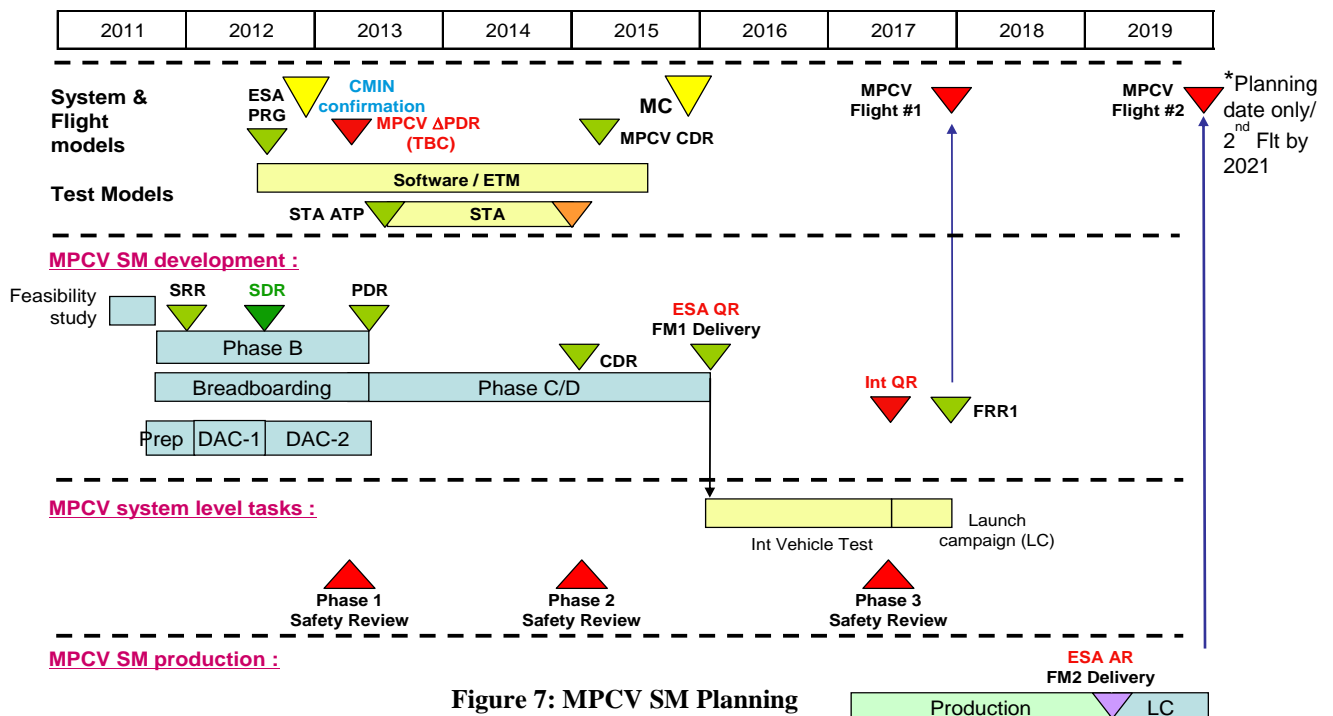 2011 2012 2013 2014 2015 2016 2017 2018 2019
System &
Flight
models
ESA
PRG
CMIN
confirmation
MPCV ΔPDR
(TBC)
MC
MPCV CDR
MPCV
Flight #1
MPCV
Flight #2
*Planning
date only/
2nd Flt by
2021
Test Models
Software / ETM
STA ATP
STA
MPCV SM development :
Feasibility
study
SRR
SDR
PDR
Phase B
CDR
ESA QR
FM1 Delivery
Breadboarding
Phase C/D
Int QR
FRR1
Prep
DAC-1
DAC-2
MPCV system level tasks :
Int Vehicle Test
Launch
campaign (LC)
Phase 1
Safety Review
Phase 2
Safety Review
Phase 3
Safety Review
MPCV SM production :
ESA AR
FM2 Delivery
Production
LC
Figure 7: MPCV SM Planning